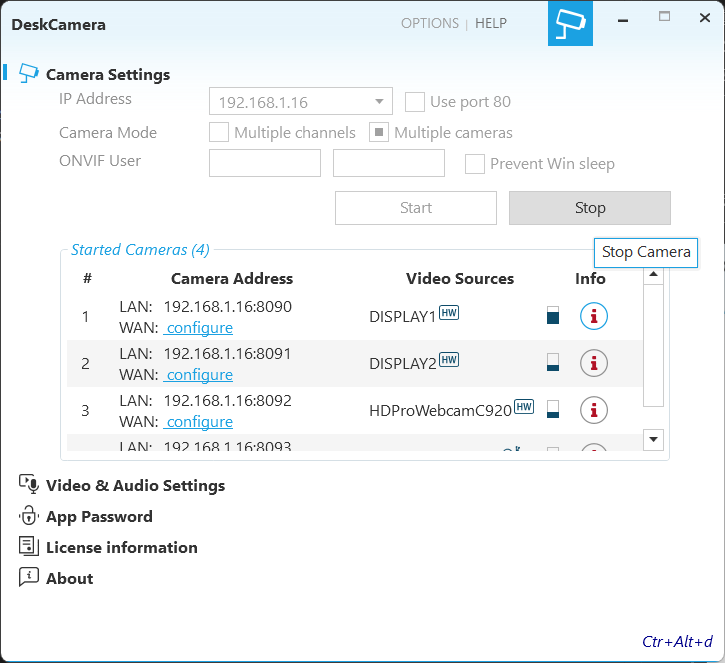 DeskCamera OPTIONS | HELP
Camera Settings
IP Address 192.168.1.16 Use port 80
Camera Mode Multiple channels Multiple cameras
ONVIF User Prevent Win sleep
Start Stop
Started Cameras (4) Stop Camera
# Camera Address Video Sources Info
1 LAN: 192.168.1.16:8090 DISPLAY1 HW
WAN: configure
2 LAN: 192.168.1.16:8091 DISPLAY2 HW
WAN: configure
3 LAN: 192.168.1.16:8092 HDProWebcamC920 HW
WAN: configure
LAN: 192.168.1.16:8093
Video & Audio Settings
App Password
License information
About
Ctr+Alt+d